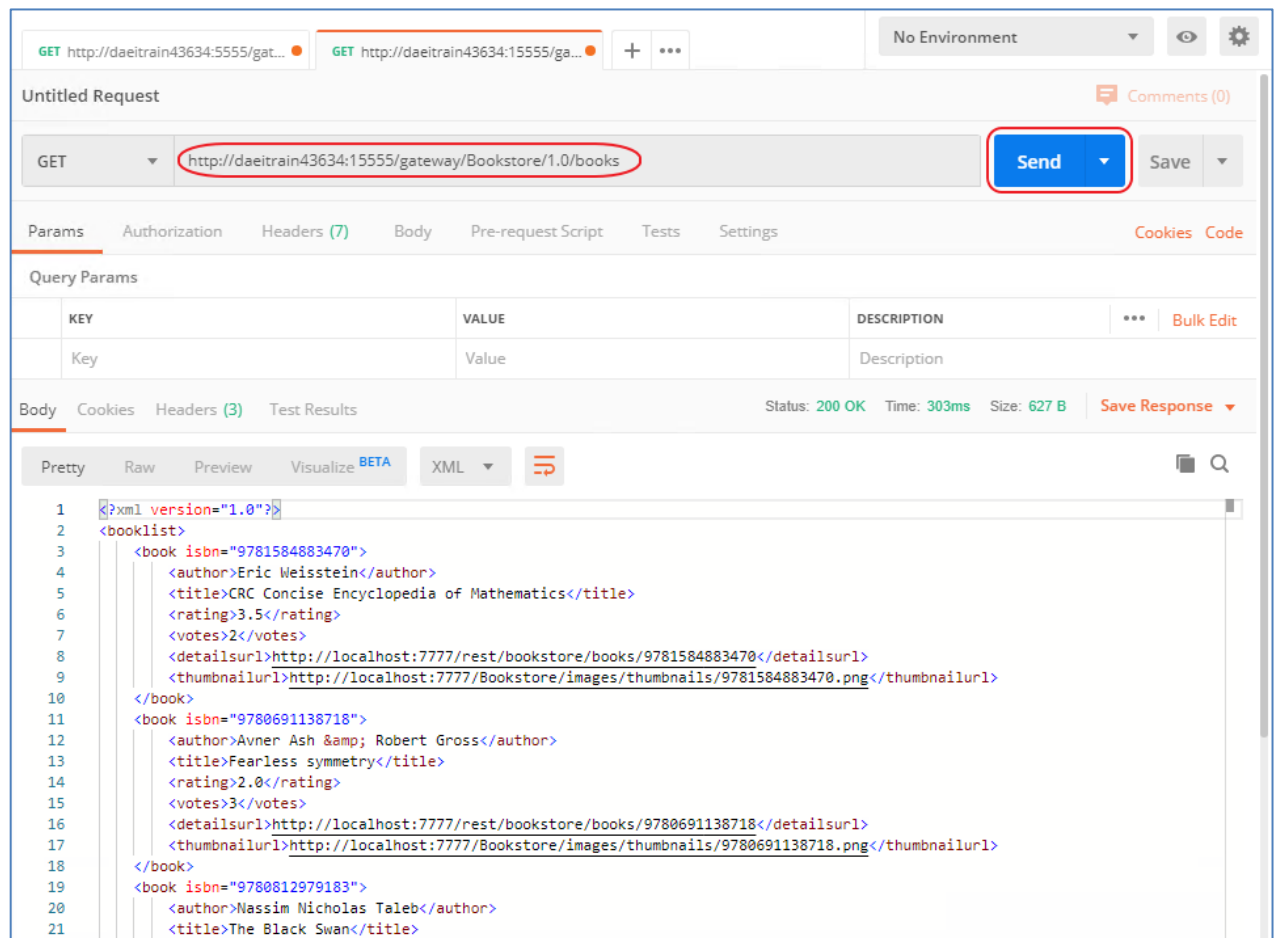 GET http://daeitrain43634:5555/gat... GET http://daeitrain43634:15555/ga... + ••• No Environment
Untitled Request Comments (0)
GET http://daeitrain43634:15555/gateway/Bookstore/1.0/books Send Save
Params Authorization Headers (7) Body Pre-request Script Tests Settings Cookies Code
Query Params
KEY VALUE DESCRIPTION ••• Bulk Edit
Key Value Description
Body Cookies Headers (3) Test Results Status: 200 OK Time: 303ms Size: 627 B Save Response
Pretty Raw Preview Visualize BETA XML
1 <?xml version="1.0"?>
2 <booklist>
3 <book isbn="9781584883470">
4 <author>Eric Weisstein</author>
5 <title>CRC Concise Encyclopedia of Mathematics</title>
6 <rating>3.5</rating>
7 <votes>2</votes>
8 <detailsurl>http://localhost:7777/rest/bookstore/books/9781584883470</detailsurl>
9 <thumbnailurl>http://localhost:7777/Bookstore/images/thumbnails/9781584883470.png</thumbnailurl>
10 </book>
11 <book isbn="9780691138718">
12 <author>Avner Ash &amp; Robert Gross</author>
13 <title>Fearless symmetry</title>
14 <rating>2.0</rating>
15 <votes>3</votes>
16 <detailsurl>http://localhost:7777/rest/bookstore/books/9780691138718</detailsurl>
17 <thumbnailurl>http://localhost:7777/Bookstore/images/thumbnails/9780691138718.png</thumbnailurl>
18 </book>
19 <book isbn="9780812979183">
20 <author>Nassim Nicholas Taleb</author>
21 <title>The Black Swan</title>